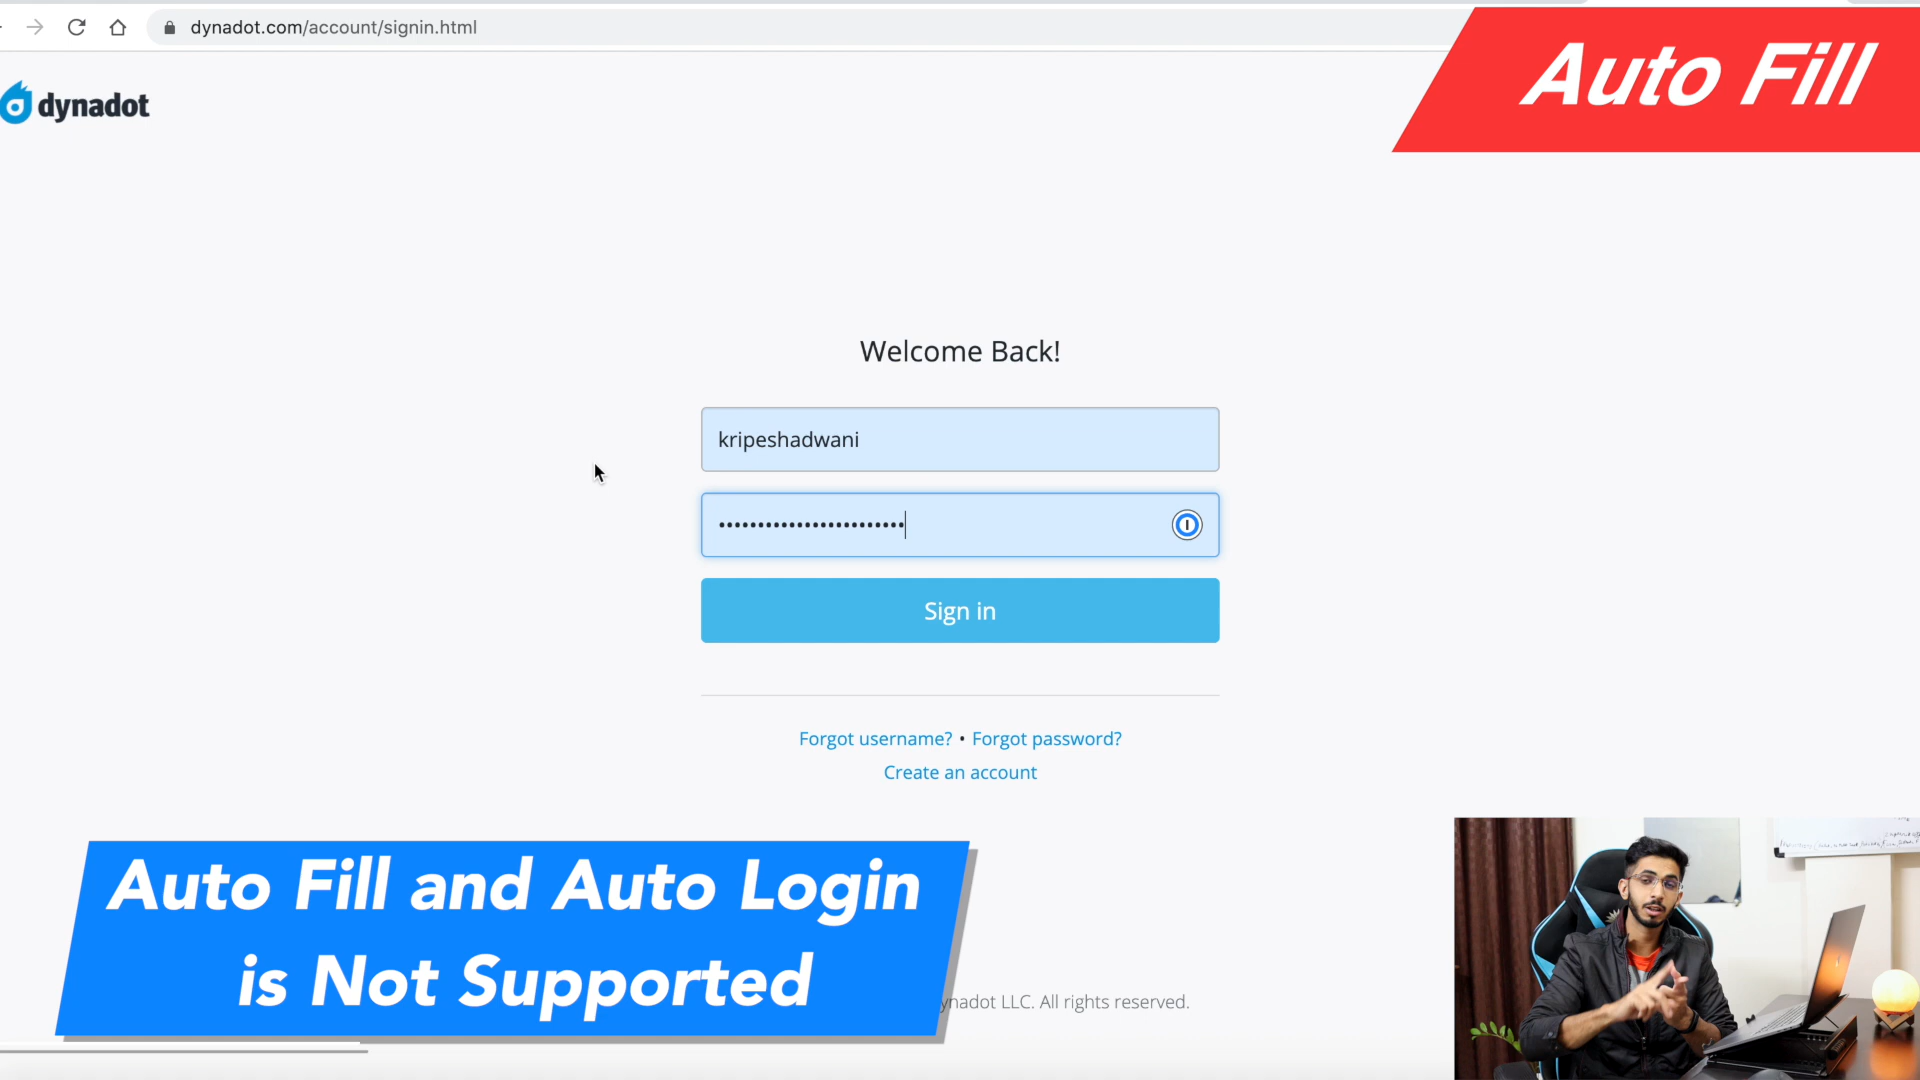 dynadot.com/account/signin.html
Auto Fill
dynadot
Welcome Back!
kripeshadwani
••••••••••••••••••••••••
Sign in
Forgot username? • Forgot password?
Create an account
Auto Fill and Auto Login
is Not Supported
ynadot LLC. All rights reserved.